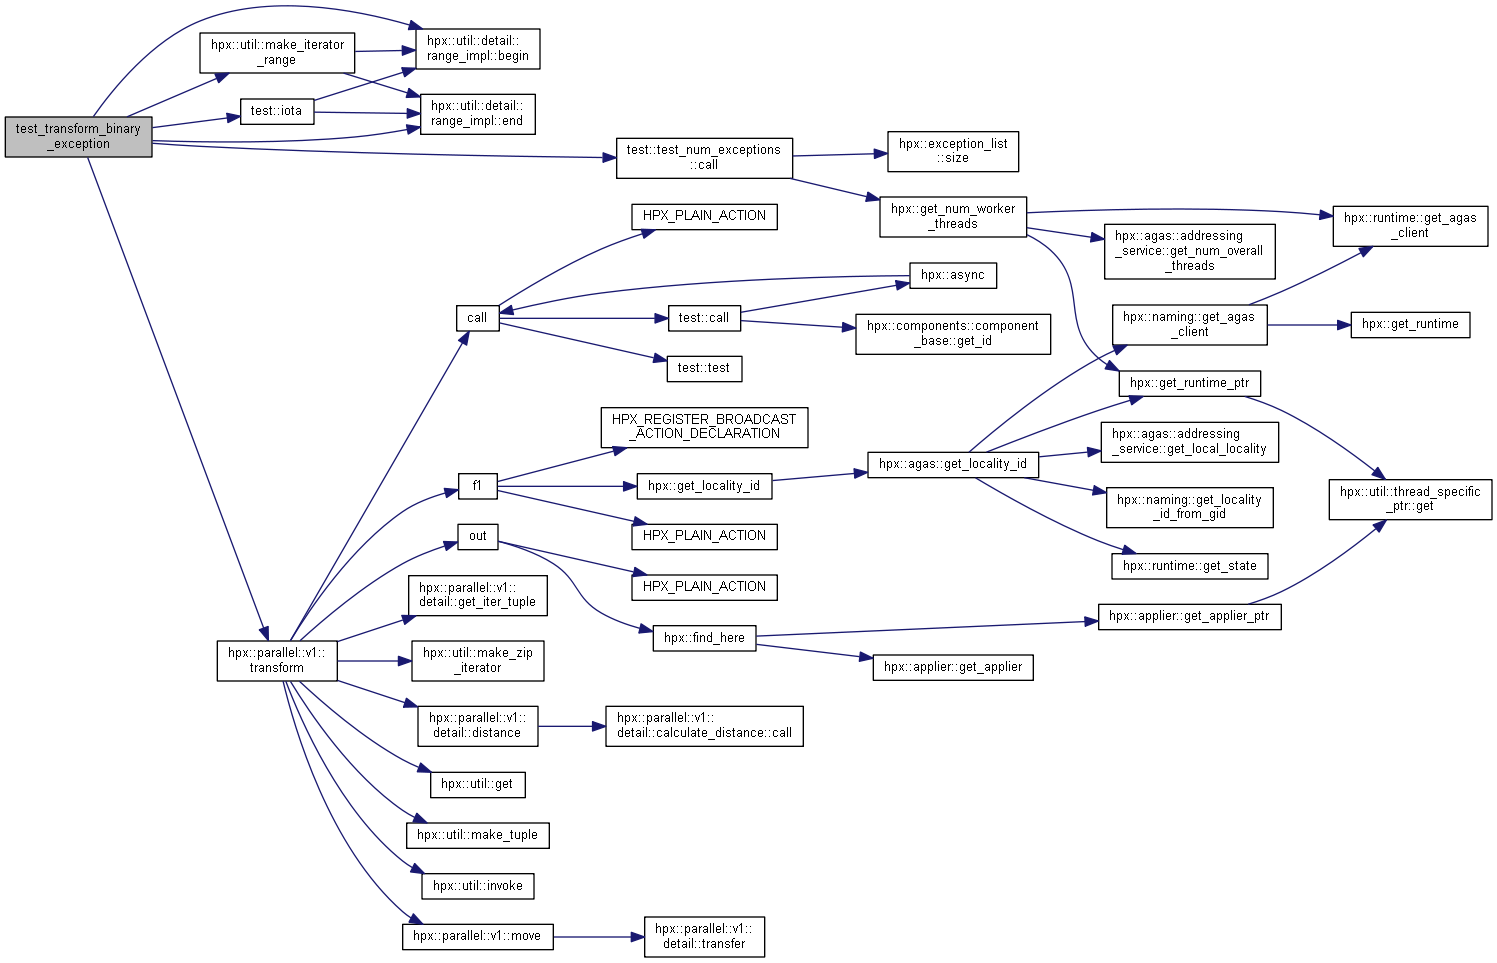 test_transform_binary
_exception
hpx::util::make_iterator
_range
test::iota
hpx::util::detail::
range_impl::begin
hpx::util::detail::
range_impl::end
test::test_num_exceptions
::call
hpx::exception_list
::size
hpx::get_num_worker
_threads
hpx::runtime::get_agas
_client
hpx::agas::addressing
_service::get_num_overall
_threads
HPX_PLAIN_ACTION
hpx::async
call
test::call
hpx::components::component
_base::get_id
test::test
hpx::naming::get_agas
_client
hpx::get_runtime
hpx::get_runtime_ptr
HPX_REGISTER_BROADCAST
_ACTION_DECLARATION
hpx::agas::addressing
_service::get_local_locality
f1
hpx::get_locality_id
hpx::agas::get_locality_id
hpx::naming::get_locality
_id_from_gid
hpx::util::thread_specific
_ptr::get
HPX_PLAIN_ACTION
out
hpx::runtime::get_state
HPX_PLAIN_ACTION
hpx::parallel::v1::
detail::get_iter_tuple
hpx::find_here
hpx::applier::get_applier_ptr
hpx::applier::get_applier
hpx::parallel::v1::
transform
hpx::util::make_zip
_iterator
hpx::parallel::v1::
detail::distance
hpx::parallel::v1::
detail::calculate_distance::call
hpx::util::get
hpx::util::make_tuple
hpx::util::invoke
hpx::parallel::v1::move
hpx::parallel::v1::
detail::transfer